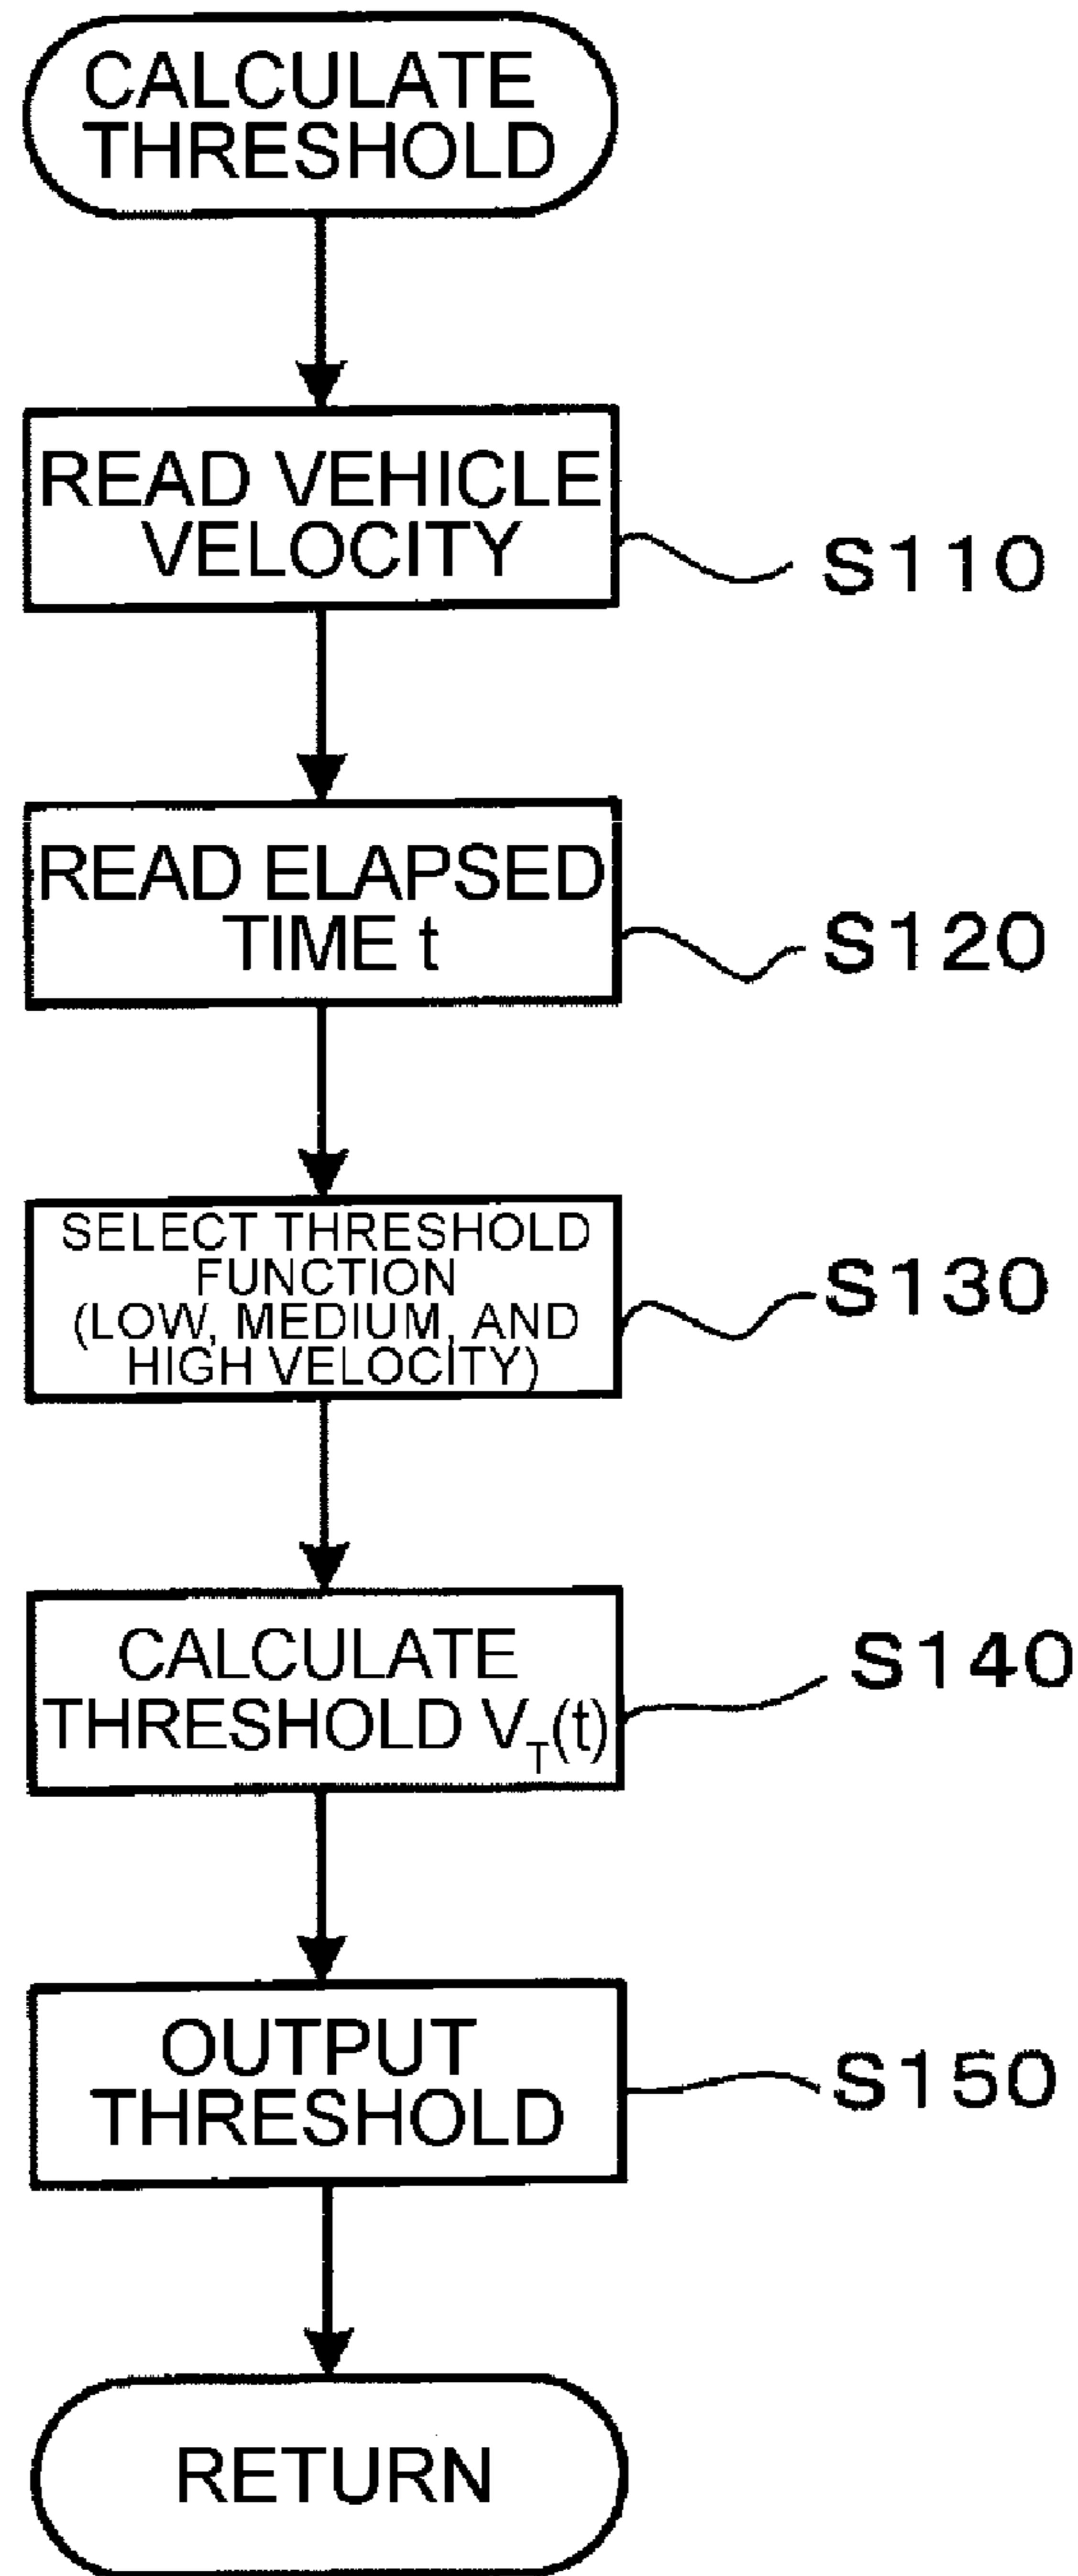 CALCULATE
THRESHOLD
READ VEHICLE
VELOCITY
S110
READ ELAPSED
TIME t
S120
SELECT THRESHOLD
FUNCTION
(LOW, MEDIUM, AND
HIGH VELOCITY)
S130
CALCULATE
THRESHOLD V_T(t)
S140
OUTPUT
THRESHOLD
S150
RETURN